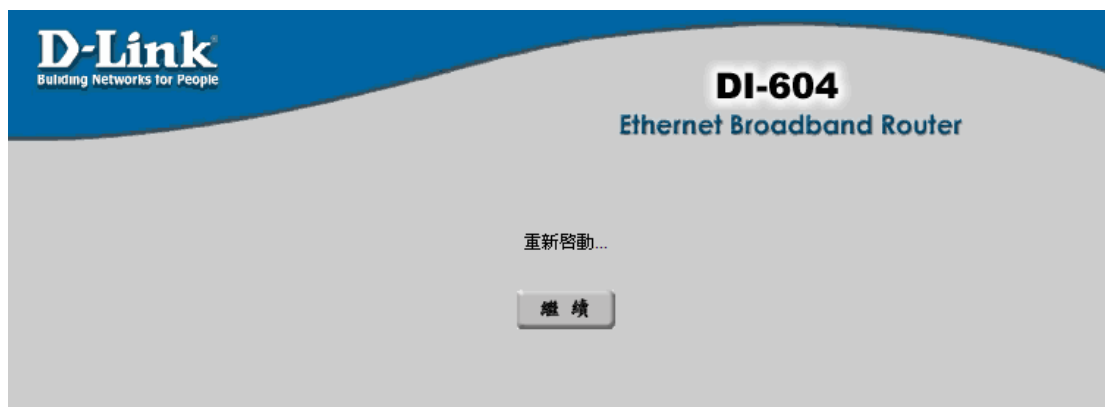 D-Link
Building Networks for People
DI-604
Ethernet Broadband Router
重新啓動...
繼 續